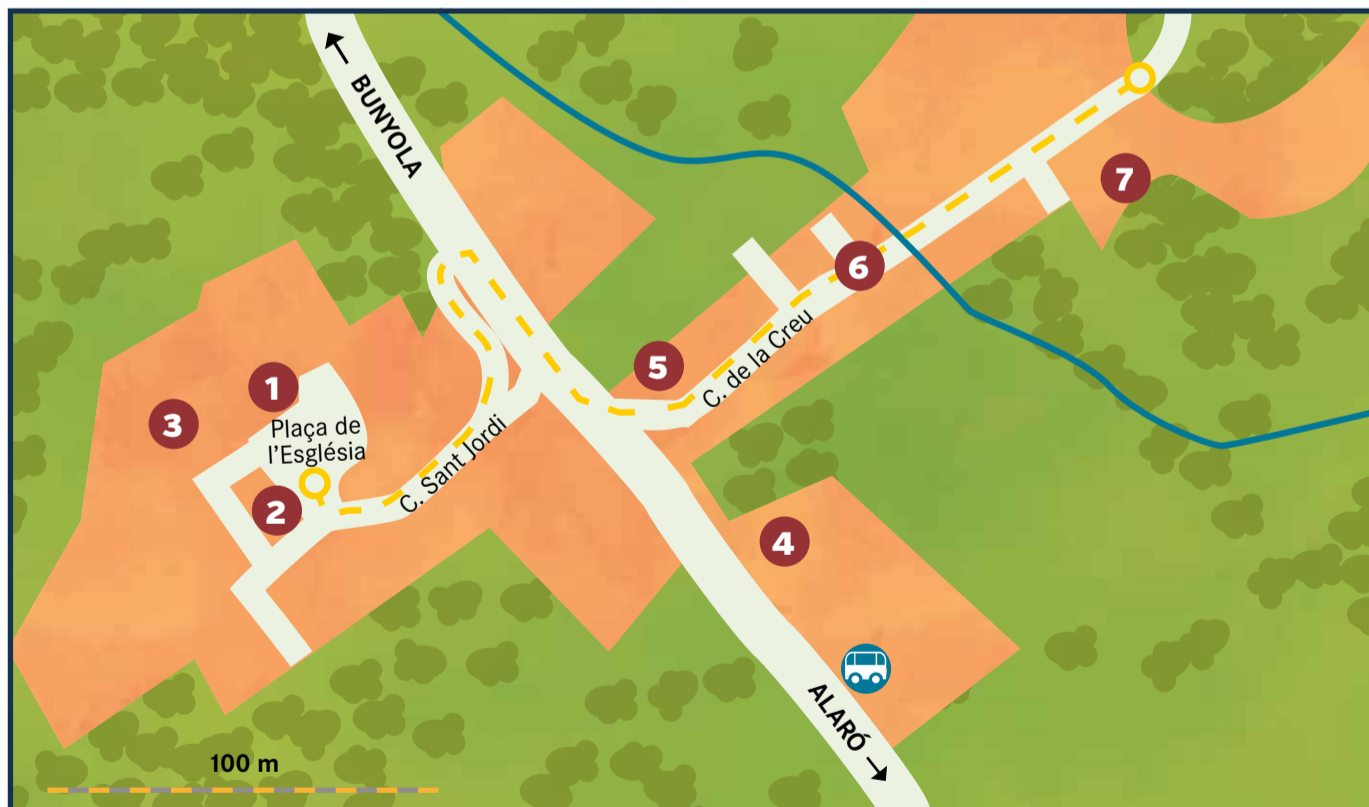 BUNYOLA
7
6
5
C. de la Creu
1
3
Plaça de
l'Església
2
C. Sant Jordi
4
ALARÓ
100 m